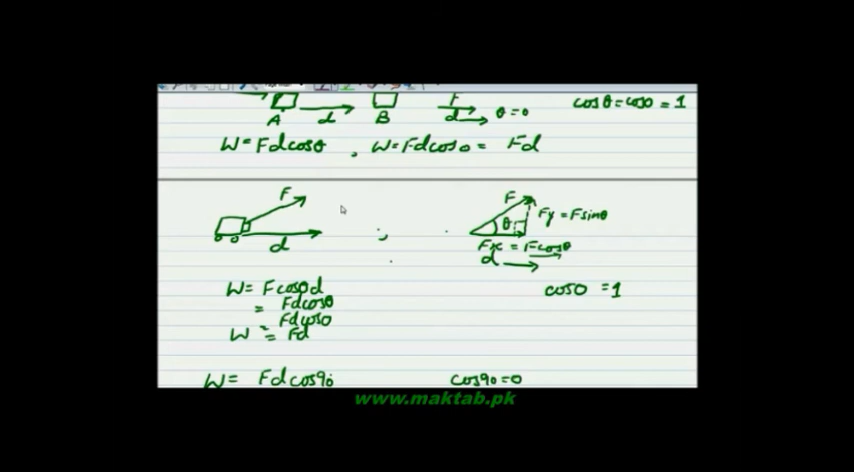 F
A d B d θ = 0 cosθ = cos0 = 1
W = Fdcosθ , W = Fdcos0 = Fd
F F
θ Fy = Fsinθ
d Fx = Fcosθ
d
W = Fcosθd cos0 = 1
= Fdcosθ
= Fdcos0
W = Fd
W = Fdcos90 cos90 = 0
www.maktab.pk